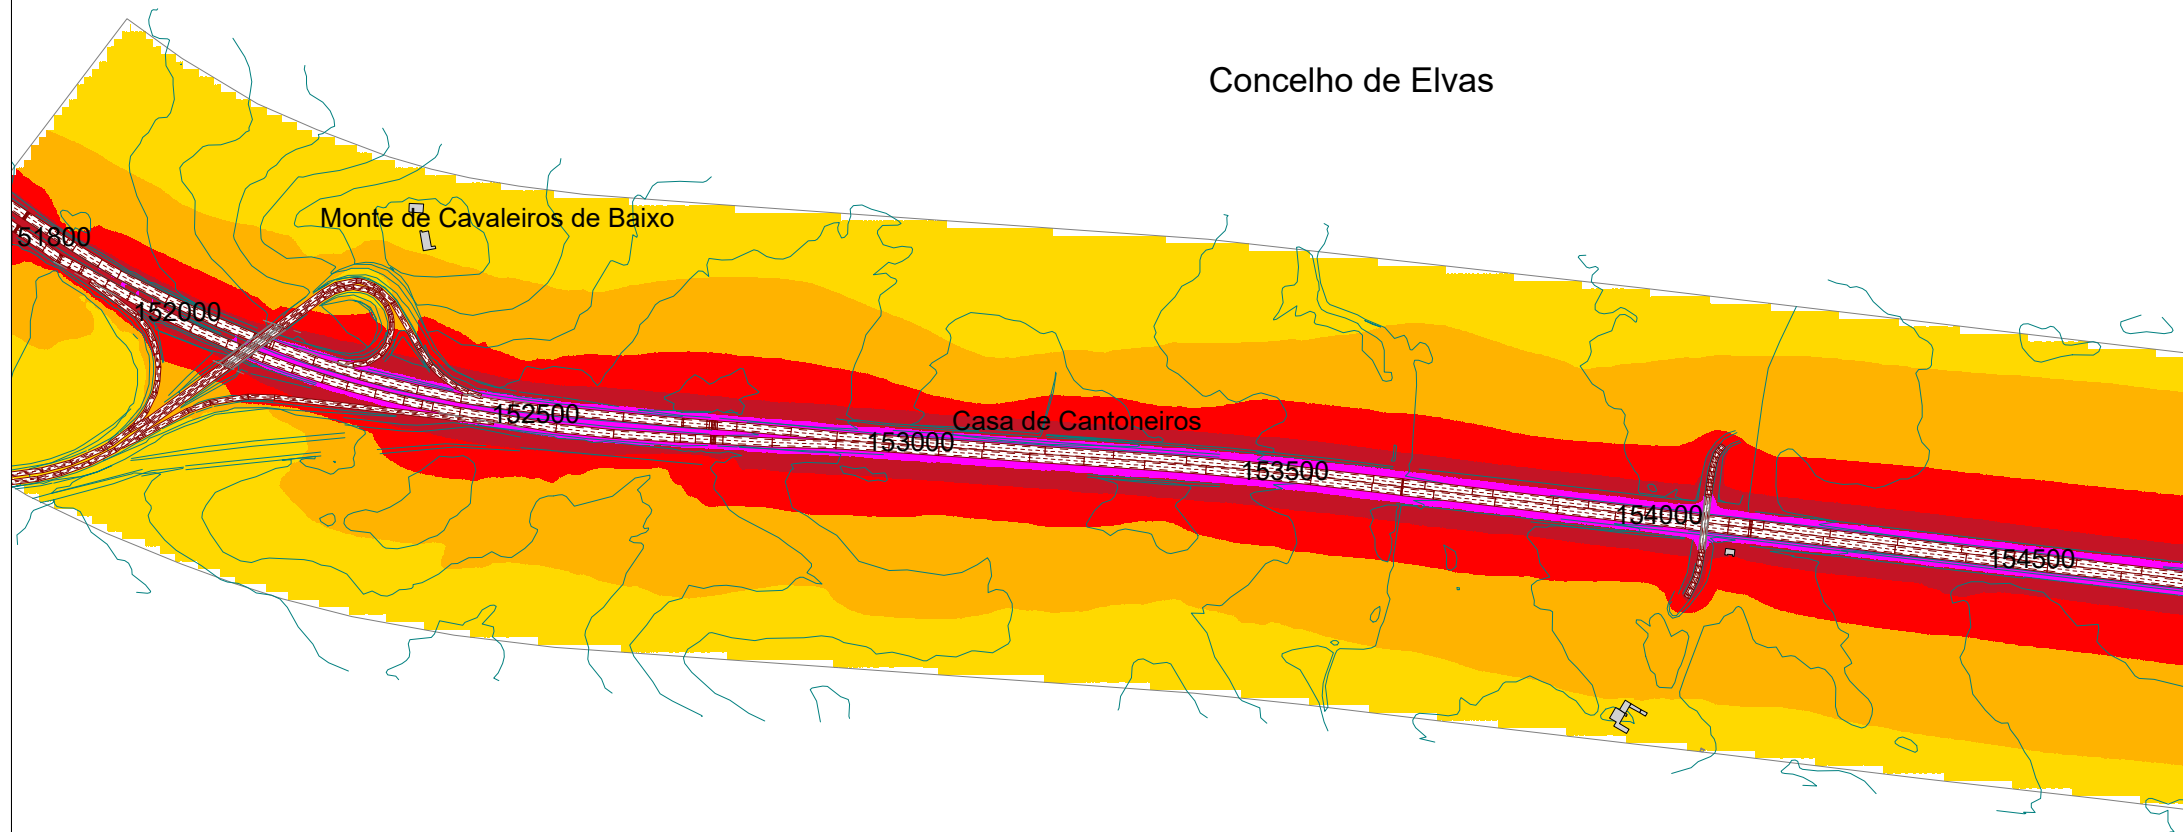 Concelho de Elvas
Monte de Cavaleiros de Baixo
51800
152000
152500
Casa de Cantoneiros
153000
153500
154000
154500